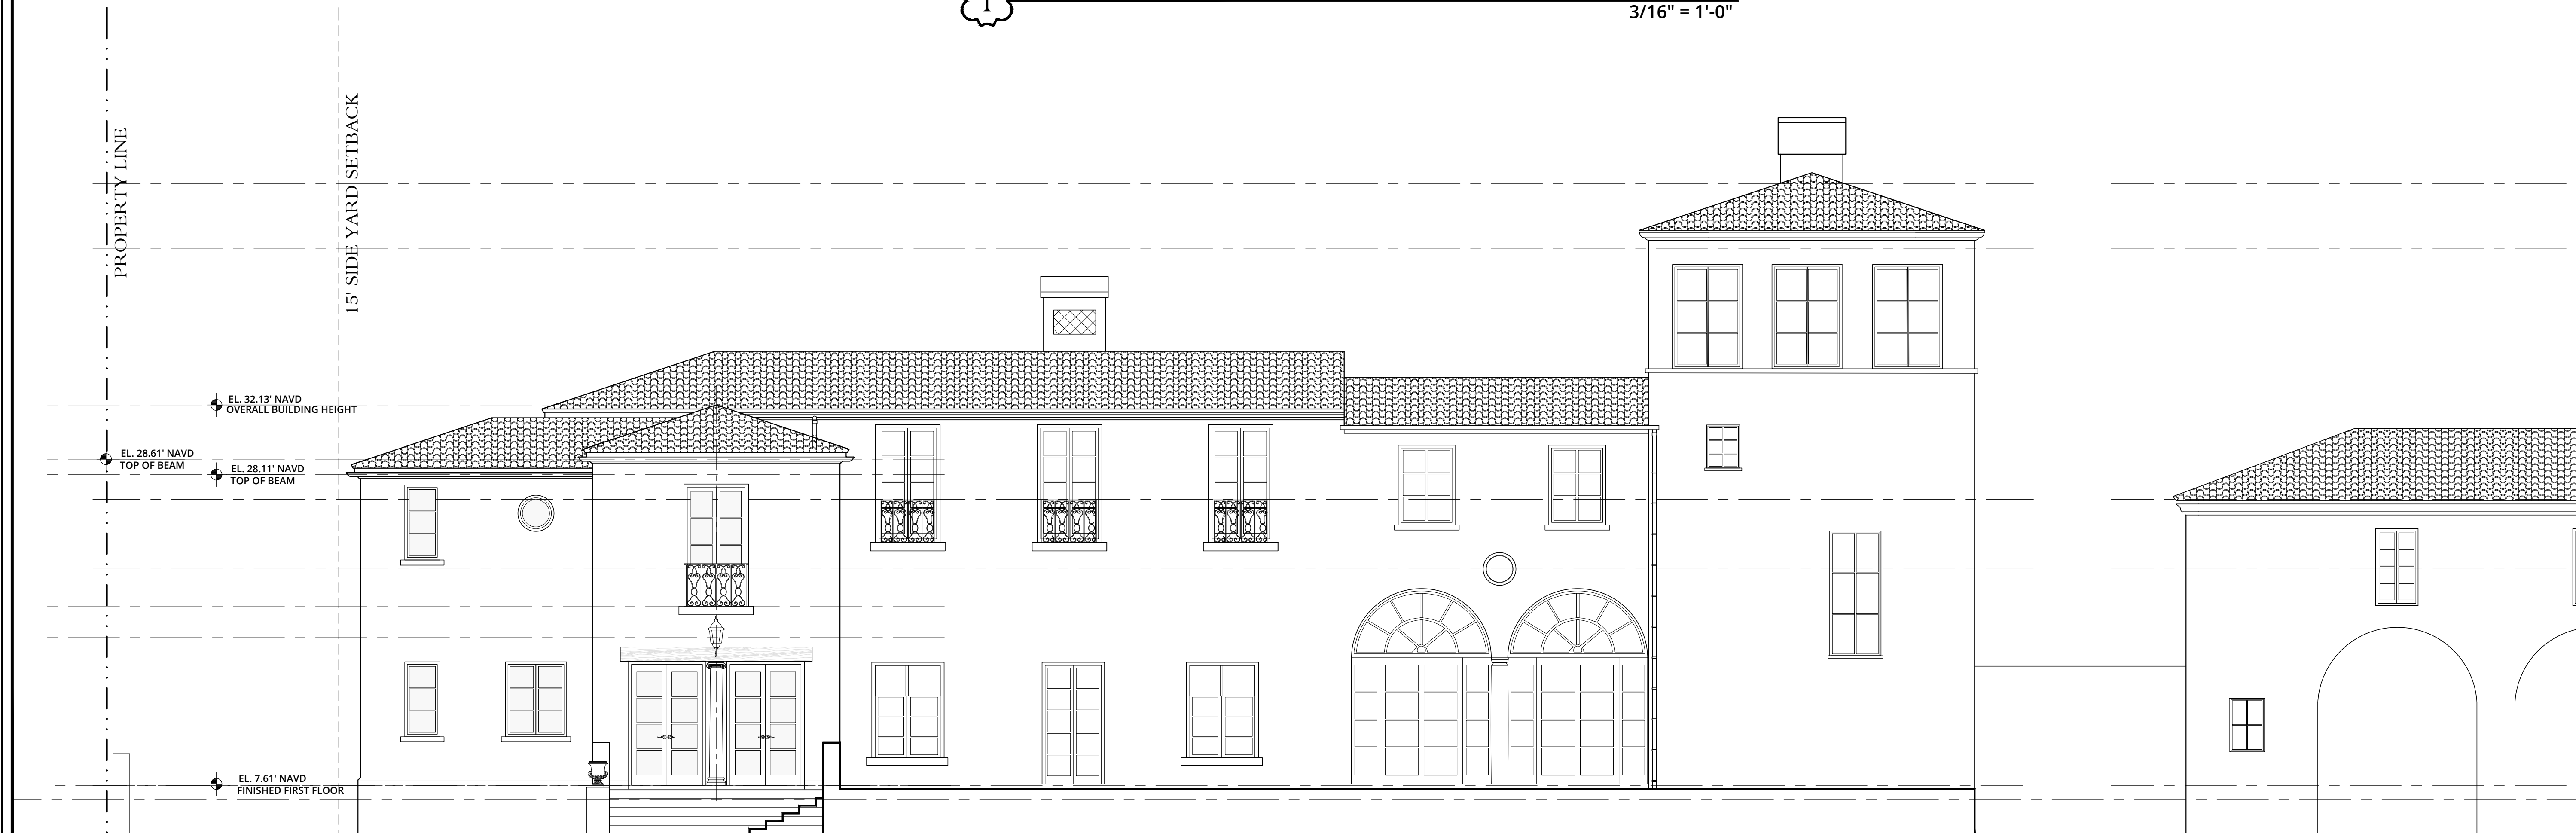 1
3/16" = 1'-0"
PROPERTY LINE
15' SIDE YARD SETBACK
EL. 32.13' NAVD
OVERALL BUILDING HEIGHT
EL. 28.61' NAVD
TOP OF BEAM
EL. 28.11' NAVD
TOP OF BEAM
EL. 7.61' NAVD
FINISHED FIRST FLOOR